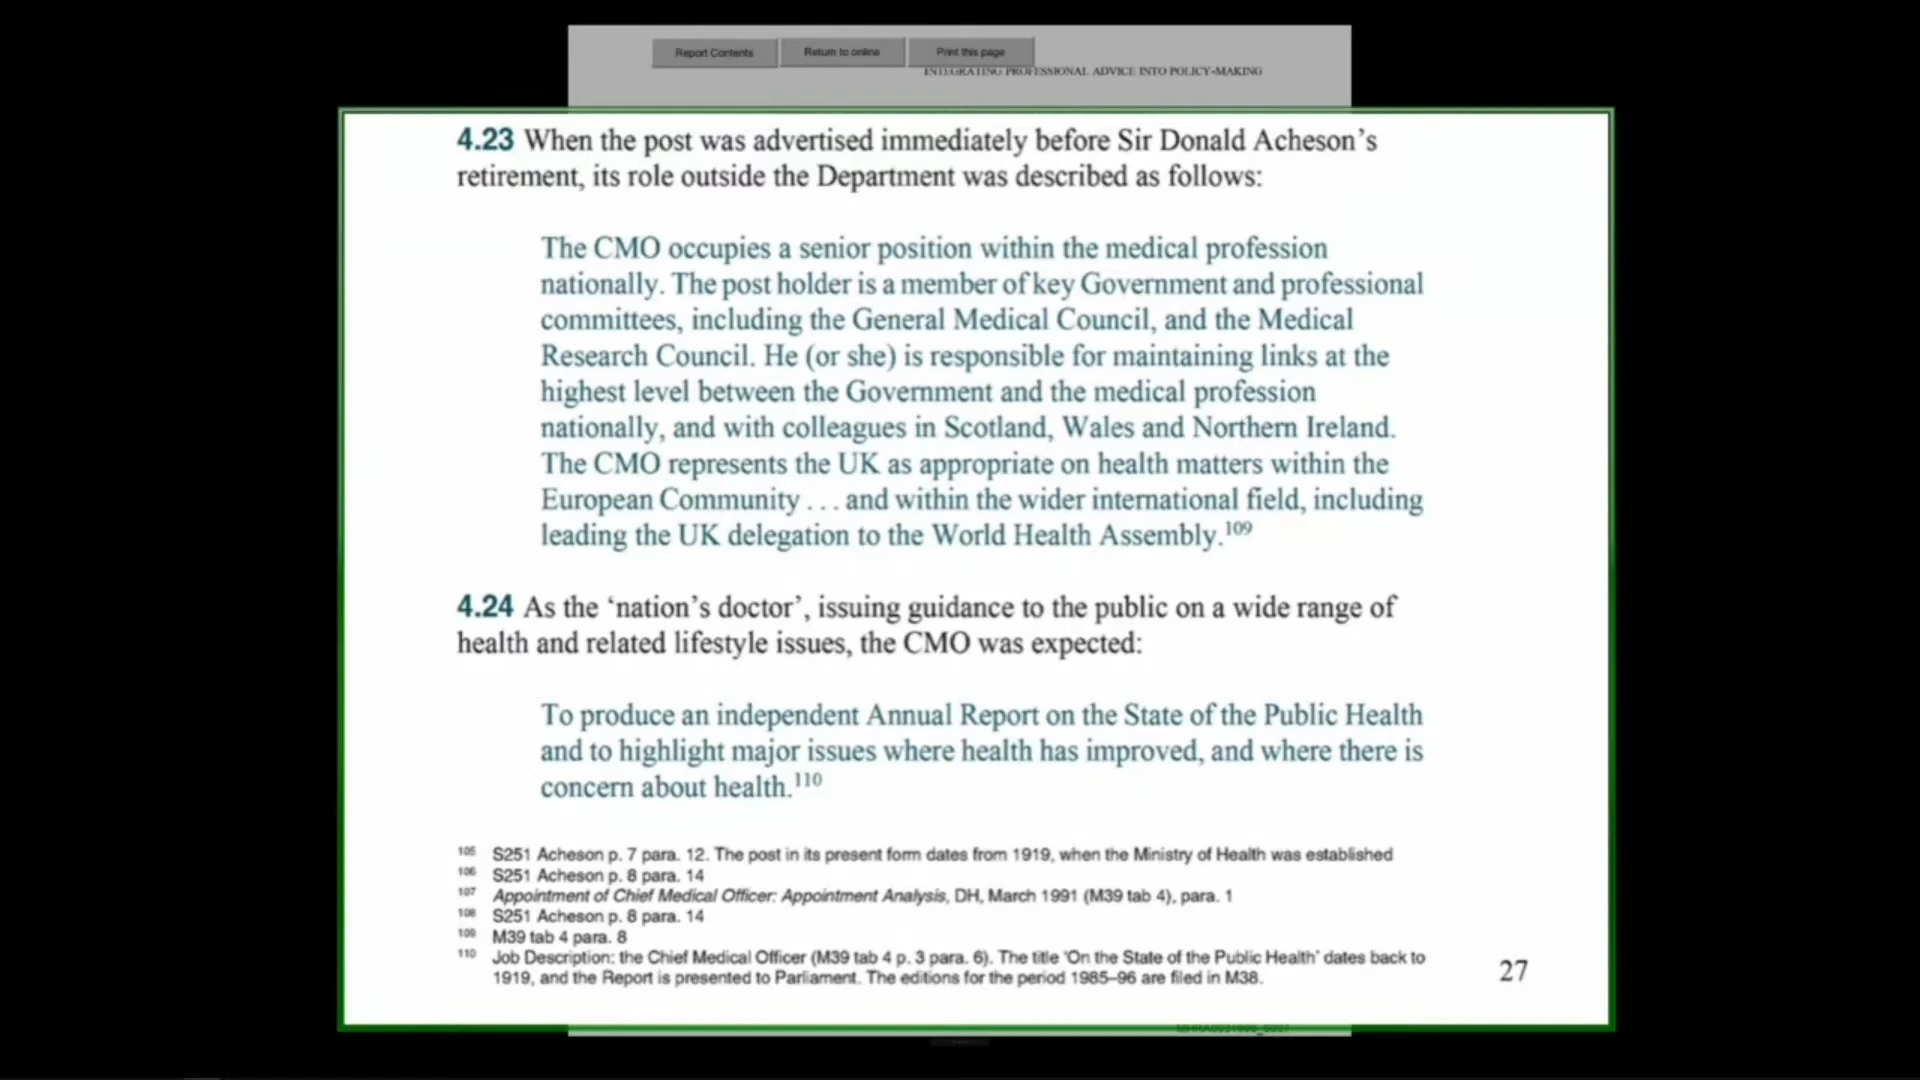 Report Contents
Return to online
Print this page
INTEGRATING PROFESSIONAL ADVICE INTO POLICY-MAKING
4.23 When the post was advertised immediately before Sir Donald Acheson’s
retirement, its role outside the Department was described as follows:
The CMO occupies a senior position within the medical profession
nationally. The post holder is a member of key Government and professional
committees, including the General Medical Council, and the Medical
Research Council. He (or she) is responsible for maintaining links at the
highest level between the Government and the medical profession
nationally, and with colleagues in Scotland, Wales and Northern Ireland.
The CMO represents the UK as appropriate on health matters within the
European Community . . . and within the wider international field, including
leading the UK delegation to the World Health Assembly.109
4.24 As the ‘nation’s doctor’, issuing guidance to the public on a wide range of
health and related lifestyle issues, the CMO was expected:
To produce an independent Annual Report on the State of the Public Health
and to highlight major issues where health has improved, and where there is
concern about health.110
105 S251 Acheson p. 7 para. 12. The post in its present form dates from 1919, when the Ministry of Health was established
106 S251 Acheson p. 8 para. 14
107 Appointment of Chief Medical Officer: Appointment Analysis, DH, March 1991 (M39 tab 4), para. 1
108 S251 Acheson p. 8 para. 14
109 M39 tab 4 para. 8
110 Job Description: the Chief Medical Officer (M39 tab 4 p. 3 para. 6). The title ‘On the State of the Public Health’ dates back to
1919, and the Report is presented to Parliament. The editions for the period 1985–96 are filed in M38.
27